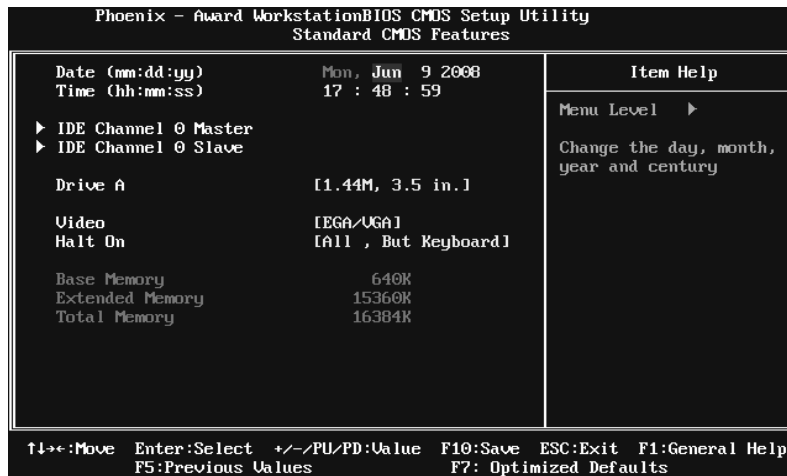 Phoenix - Award WorkstationBIOS CMOS Setup Utility
Standard CMOS Features
Date (mm:dd:yy) Mon, Jun 9 2008
Time (hh:mm:ss) 17 : 48 : 59
▶ IDE Channel 0 Master
▶ IDE Channel 0 Slave
Drive A [1.44M, 3.5 in.]
Video [EGA/VGA]
Halt On [All , But Keyboard]
Base Memory 640K
Extended Memory 15360K
Total Memory 16384K
Item Help
Menu Level ▶
Change the day, month,
year and century
↑↓→←:Move Enter:Select +/-/PU/PD:Value F10:Save ESC:Exit F1:General Help
F5:Previous Values F7: Optimized Defaults